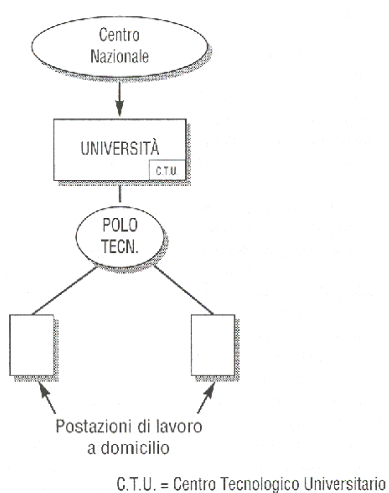 Centro
Nazionale
UNIVERSITÀ
C.T.U.
POLO
TECN.
Postazioni di lavoro
a domicilio
C.T.U. = Centro Tecnologico Universitario